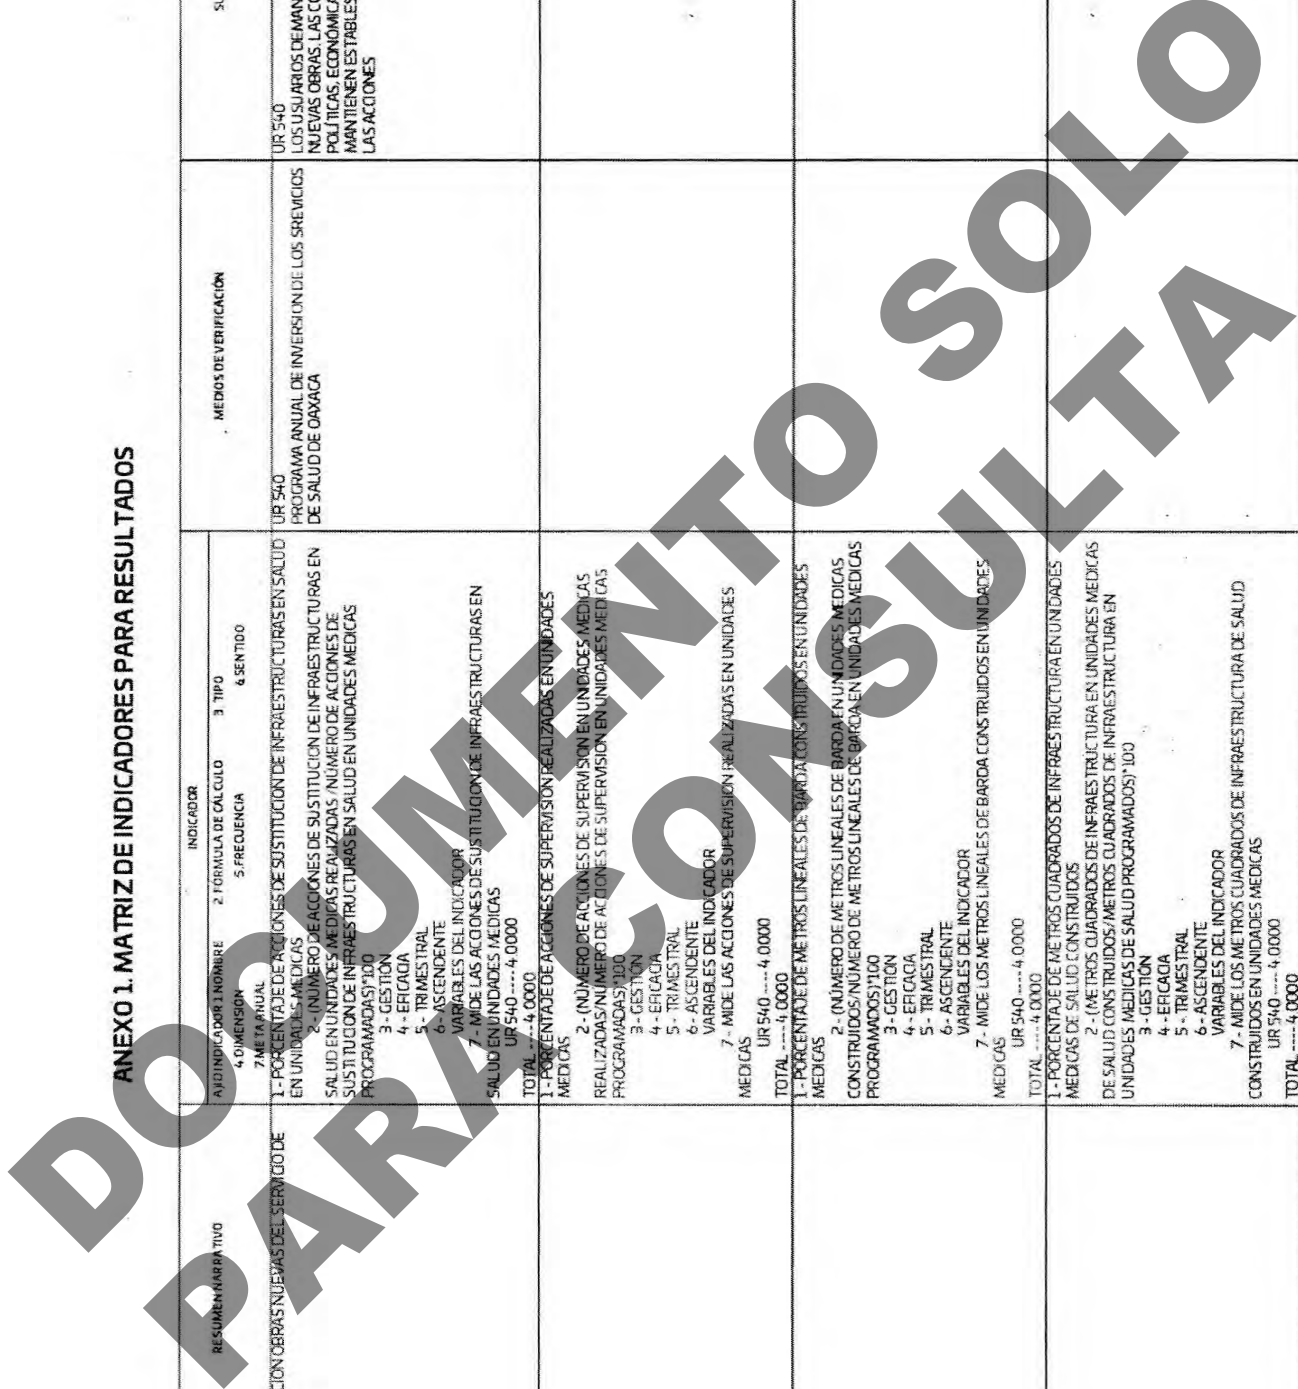 ANEXO 1. MATRIZ DE INDICADORES PARA RESULTADOS
RESUMEN NARRATIVO
INDICADOR
A) ID INDICADOR 1 NOMBRE 2. FÓRMULA DE CÁLCULO 3. TIPO
4. DIMENSIÓN 5. FRECUENCIA 6. SENTIDO
7. META ANUAL
MEDIOS DE VERIFICACIÓN
SU
CION OBRAS NUEVAS DEL SERVICIO DE
1 - PORCENTAJE DE ACCIONES DE SUSTITUCION DE INFRAESTRUCTURAS EN SALUD
EN UNIDADES MEDICAS
2 - (NÚMERO DE ACCIONES DE SUSTITUCION DE INFRAESTRUCTURAS EN
SALUD EN UNIDADES MEDICAS REALIZADAS /NÚMERO DE ACCIONES DE
SUSTITUCION DE INFRAESTRUCTURAS EN SALUD EN UNIDADES MEDICAS
PROGRAMADAS)*100
3 - GESTIÓN
4 - EFICACIA
5 - TRIMESTRAL
6 - ASCENDENTE
VARIABLES DEL INDICADOR
7 - MIDE LAS ACCIONES DE SUSTITUCION DE INFRAESTRUCTURAS EN
SALUD EN UNIDADES MEDICAS
UR 540 ---- 4.0000
TOTAL ---- 4.0000
UR 540
PROGRAMA ANUAL DE INVERSION DE LOS SREVICIOS
DE SALUD DE OAXACA
UR 540
LOS USUARIOS DEMAN
NUEVAS OBRAS. LAS CO
POLÍTICAS, ECONÓMICA
MANTIENEN ESTABLES
LAS ACCIONES
1 - PORCENTAJE DE ACCIONES DE SUPERVISION REALIZADAS EN UNIDADES
MEDICAS
2 - (NÚMERO DE ACCIONES DE SUPERVISION EN UNIDADES MEDICAS
REALIZADAS/NÚMERO DE ACCIONES DE SUPERVISION EN UNIDADES MEDICAS
PROGRAMADAS)*100
3 - GESTIÓN
4 - EFICACIA
5 - TRIMESTRAL
6 - ASCENDENTE
VARIABLES DEL INDICADOR
7 - MIDE LAS ACCIONES DE SUPERVISION REALIZADAS EN UNIDADES
MEDICAS
UR 540 ---- 4.0000
TOTAL ---- 4.0000
1 - PORCENTAJE DE METROS LINEALES DE BARDA CONSTRUIDOS EN UNIDADES
MEDICAS
2 - (NÚMERO DE METROS LINEALES DE BARDA EN UNIDADES MEDICAS
CONSTRUIDOS/NÚMERO DE METROS LINEALES DE BARDA EN UNIDADES MEDICAS
PROGRAMADOS)*100
3 - GESTIÓN
4 - EFICACIA
5 - TRIMESTRAL
6 - ASCENDENTE
VARIABLES DEL INDICADOR
7 - MIDE LOS METROS LINEALES DE BARDA CONSTRUIDOS EN UNIDADES
MEDICAS
UR 540 ---- 4.0000
TOTAL ---- 4.0000
1 - PORCENTAJE DE METROS CUADRADOS DE INFRAESTRUCTURA EN UNIDADES
MEDICAS DE SALUD CONSTRUIDOS
2 - (METROS CUADRADOS DE INFRAESTRUCTURA EN UNIDADES MEDICAS
DE SALUD CONSTRUIDOS/METROS CUADRADOS DE INFRAESTRUCTURA EN
UNIDADES MEDICAS DE SALUD PROGRAMADOS)*100
3 - GESTIÓN
4 - EFICACIA
5 - TRIMESTRAL
6 - ASCENDENTE
VARIABLES DEL INDICADOR
7 - MIDE LOS METROS CUADRADOS DE INFRAESTRUCTURA DE SALUD
CONSTRUIDOS EN UNIDADES MEDICAS
UR 540 ---- 4.0000
TOTAL ---- 4.0000
DOCUMENTO SOLO
PARA CONSULTA